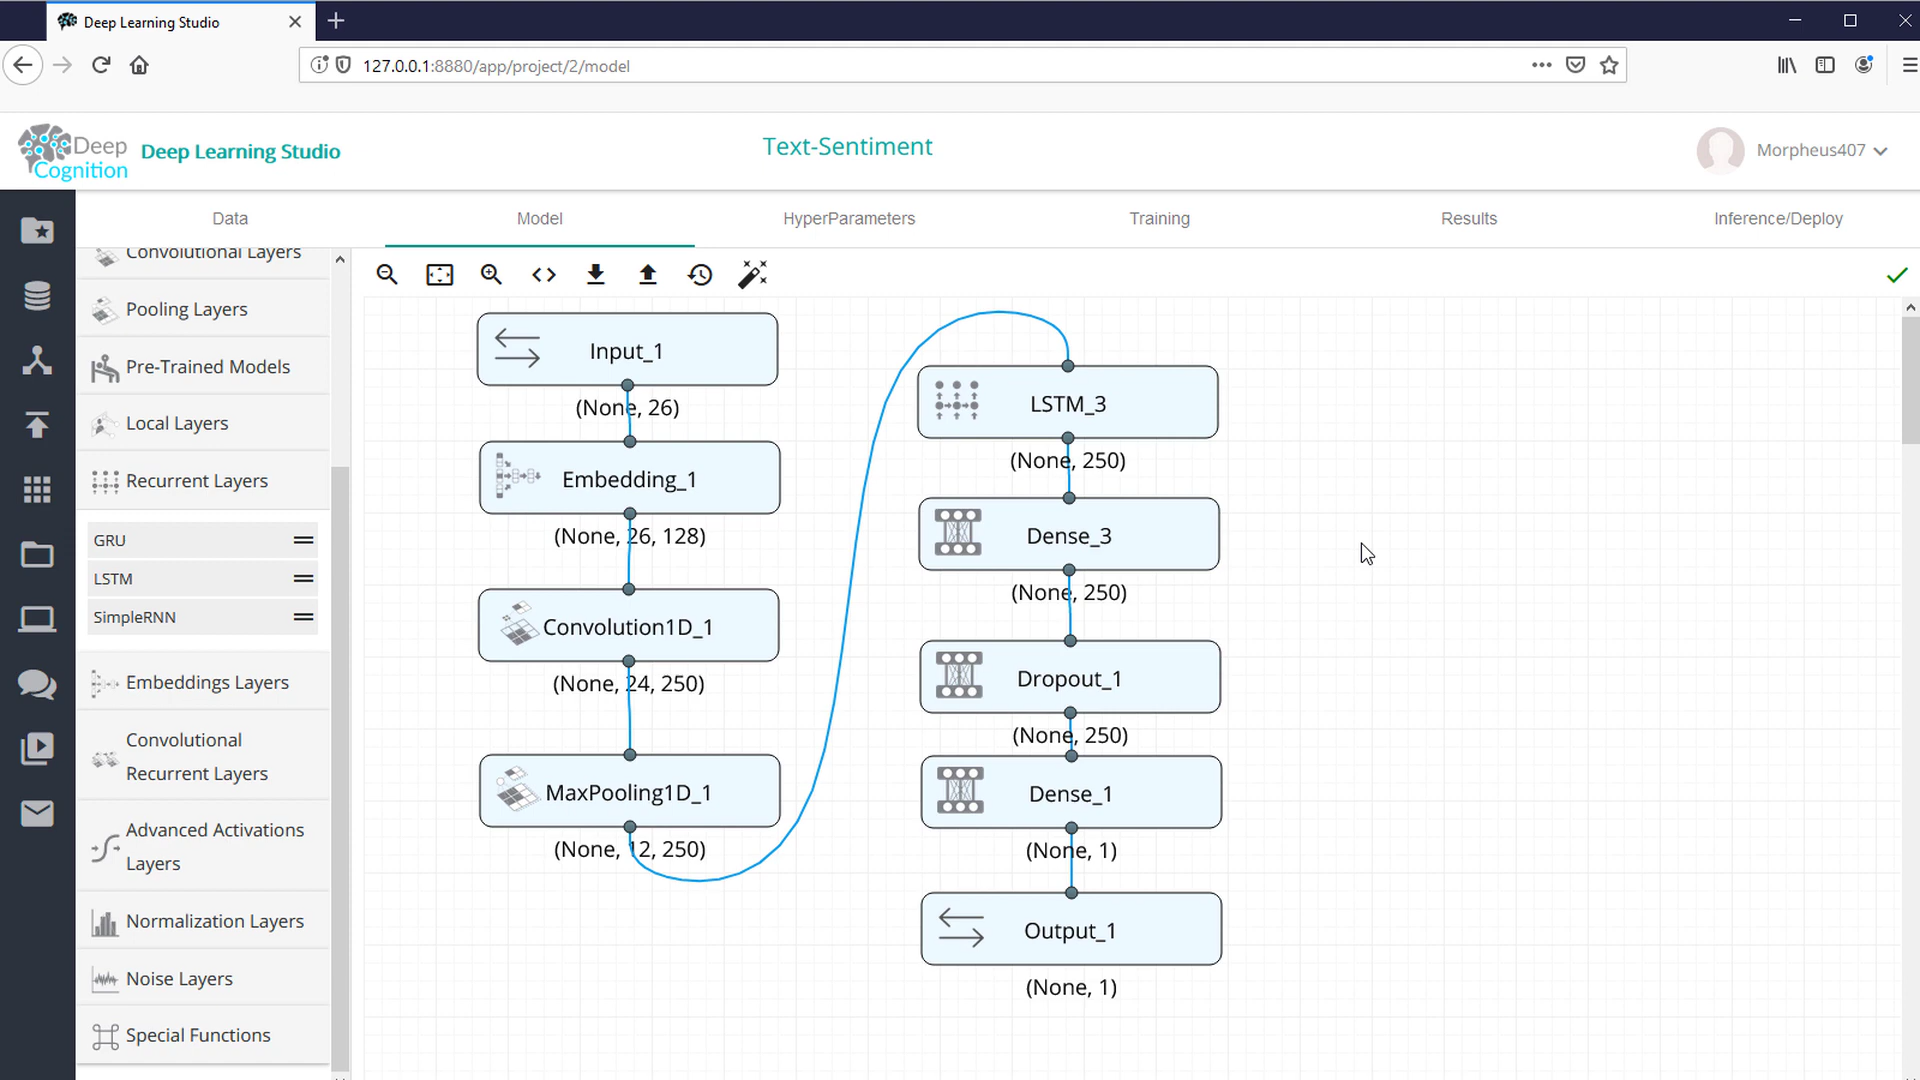 Deep Learning Studio
127.0.0.1:8880/app/project/2/model
Deep
Cognition
Deep Learning Studio
Text-Sentiment
Morpheus407
Data
Model
HyperParameters
Training
Results
Inference/Deploy
Convolutional Layers
Pooling Layers
Pre-Trained Models
Local Layers
Recurrent Layers
GRU
LSTM
SimpleRNN
Embeddings Layers
Convolutional
Recurrent Layers
Advanced Activations
Layers
Normalization Layers
Noise Layers
Special Functions
Input_1
(None, 26)
Embedding_1
(None, 26, 128)
Convolution1D_1
(None, 24, 250)
MaxPooling1D_1
(None, 12, 250)
LSTM_3
(None, 250)
Dense_3
(None, 250)
Dropout_1
(None, 250)
Dense_1
(None, 1)
Output_1
(None, 1)